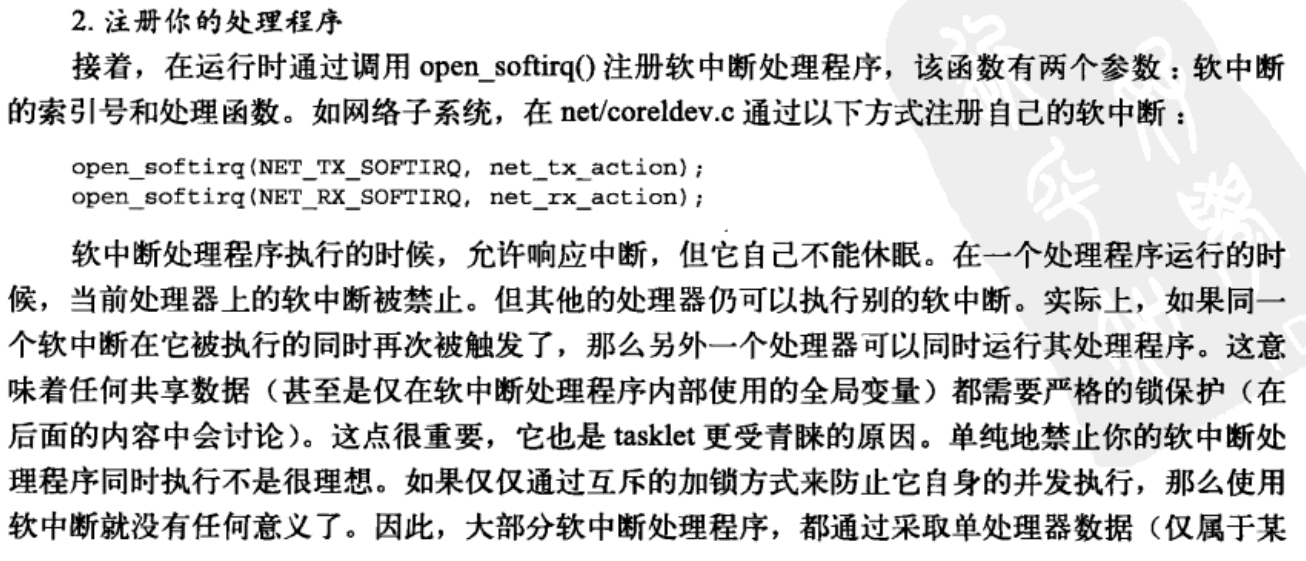 2. 注册你的处理程序
接着，在运行时通过调用 open_softirq() 注册软中断处理程序，该函数有两个参数：软中断
的索引号和处理函数。如网络子系统，在 net/coreldev.c 通过以下方式注册自己的软中断：
open_softirq(NET_TX_SOFTIRQ, net_tx_action);
open_softirq(NET_RX_SOFTIRQ, net_rx_action);
软中断处理程序执行的时候，允许响应中断，但它自己不能休眠。在一个处理程序运行的时
候，当前处理器上的软中断被禁止。但其他的处理器仍可以执行别的软中断。实际上，如果同一
个软中断在它被执行的同时再次被触发了，那么另外一个处理器可以同时运行其处理程序。这意
味着任何共享数据（甚至是仅在软中断处理程序内部使用的全局变量）都需要严格的锁保护（在
后面的内容中会讨论）。这点很重要，它也是 tasklet 更受青睐的原因。单纯地禁止你的软中断处
理程序同时执行不是很理想。如果仅仅通过互斥的加锁方式来防止它自身的并发执行，那么使用
软中断就没有任何意义了。因此，大部分软中断处理程序，都通过采取单处理器数据（仅属于某